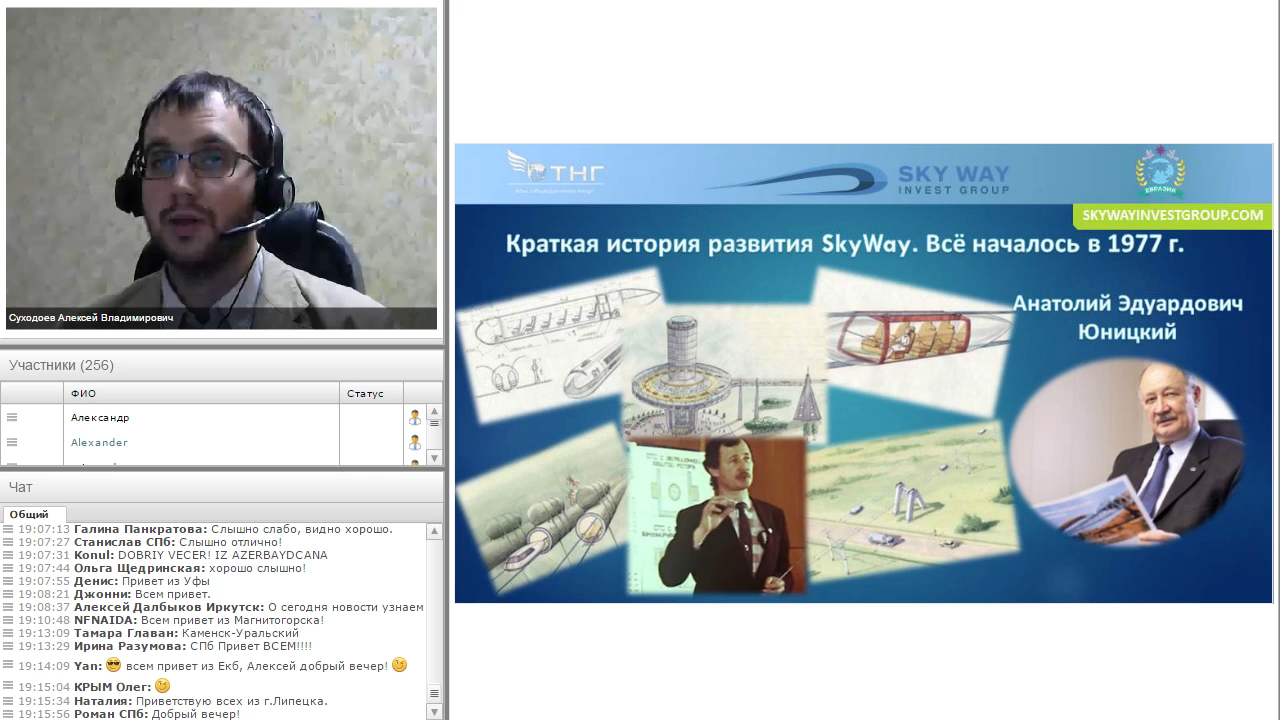 Суходоев Алексей Владимирович
Участники (256)
ФИО
Статус
Александр
Alexander
Чат
Общий
19:07:13 Галина Панкратова: Слышно слабо, видно хорошо.
19:07:27 Станислав СПб: Слышно отлично!
19:07:31 Konul: DOBRIY VECER! IZ AZERBAYDCANA
19:07:44 Ольга Щедринская: хорошо слышно!
19:07:55 Денис: Привет из Уфы
19:08:21 Джонни: Всем привет.
19:08:37 Алексей Далбыков Иркутск: О сегодня новости узнаем
19:10:48 NFNAIDA: Всем привет из Магнитогорска!
19:13:09 Тамара Главан: Каменск-Уральский
19:13:29 Ирина Разумова: СПб Привет ВСЕМ!!!!
19:14:09 Yan: всем привет из Екб, Алексей добрый вечер!
19:15:04 КРЫМ Олег:
19:15:34 Наталия: Приветствую всех из г.Липецка.
19:15:56 Роман СПб: Добрый вечер!
ТНГ
SKY WAY
INVEST GROUP
ЕВРАЗИЯ
SKYWAYINVESTGROUP.COM
Краткая история развития SkyWay. Всё началось в 1977 г.
Анатолий Эдуардович
Юницкий